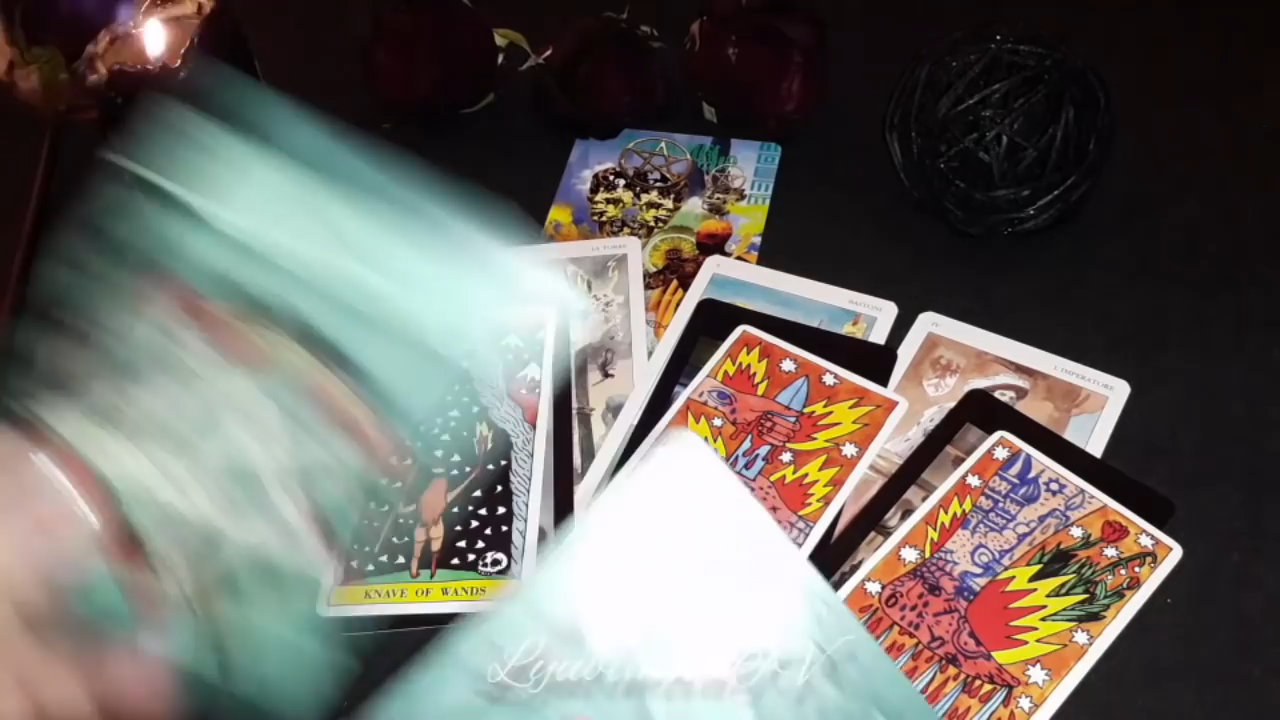 LA TORRE
V
BASTONI
IV
L'IMPERATORE
KNAVE OF WANDS